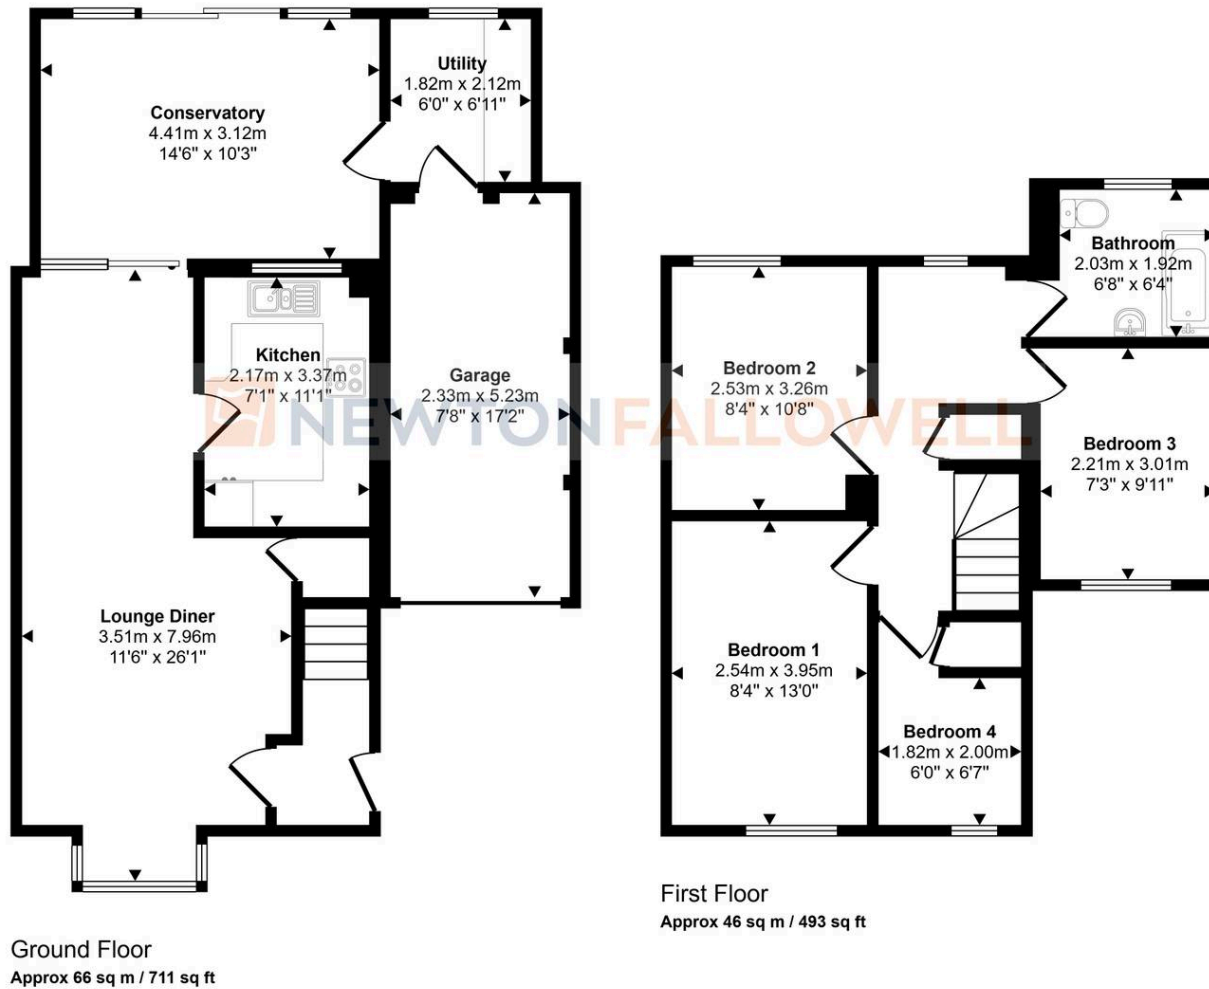 Utility
1.82m x 2.12m
6'0" x 6'11"
Conservatory
4.41m x 3.12m
14'6" x 10'3"
Kitchen
2.17m x 3.37m
7'1" x 11'1"
Garage
2.33m x 5.23m
7'8" x 17'2"
Lounge Diner
3.51m x 7.96m
11'6" x 26'1"
Ground Floor
Approx 66 sq m / 711 sq ft
Bathroom
2.03m x 1.92m
6'8" x 6'4"
Bedroom 2
2.53m x 3.26m
8'4" x 10'8"
Bedroom 3
2.21m x 3.01m
7'3" x 9'11"
Bedroom 1
2.54m x 3.95m
8'4" x 13'0"
Bedroom 4
1.82m x 2.00m
6'0" x 6'7"
First Floor
Approx 46 sq m / 493 sq ft
NEWTONFALLOWELL